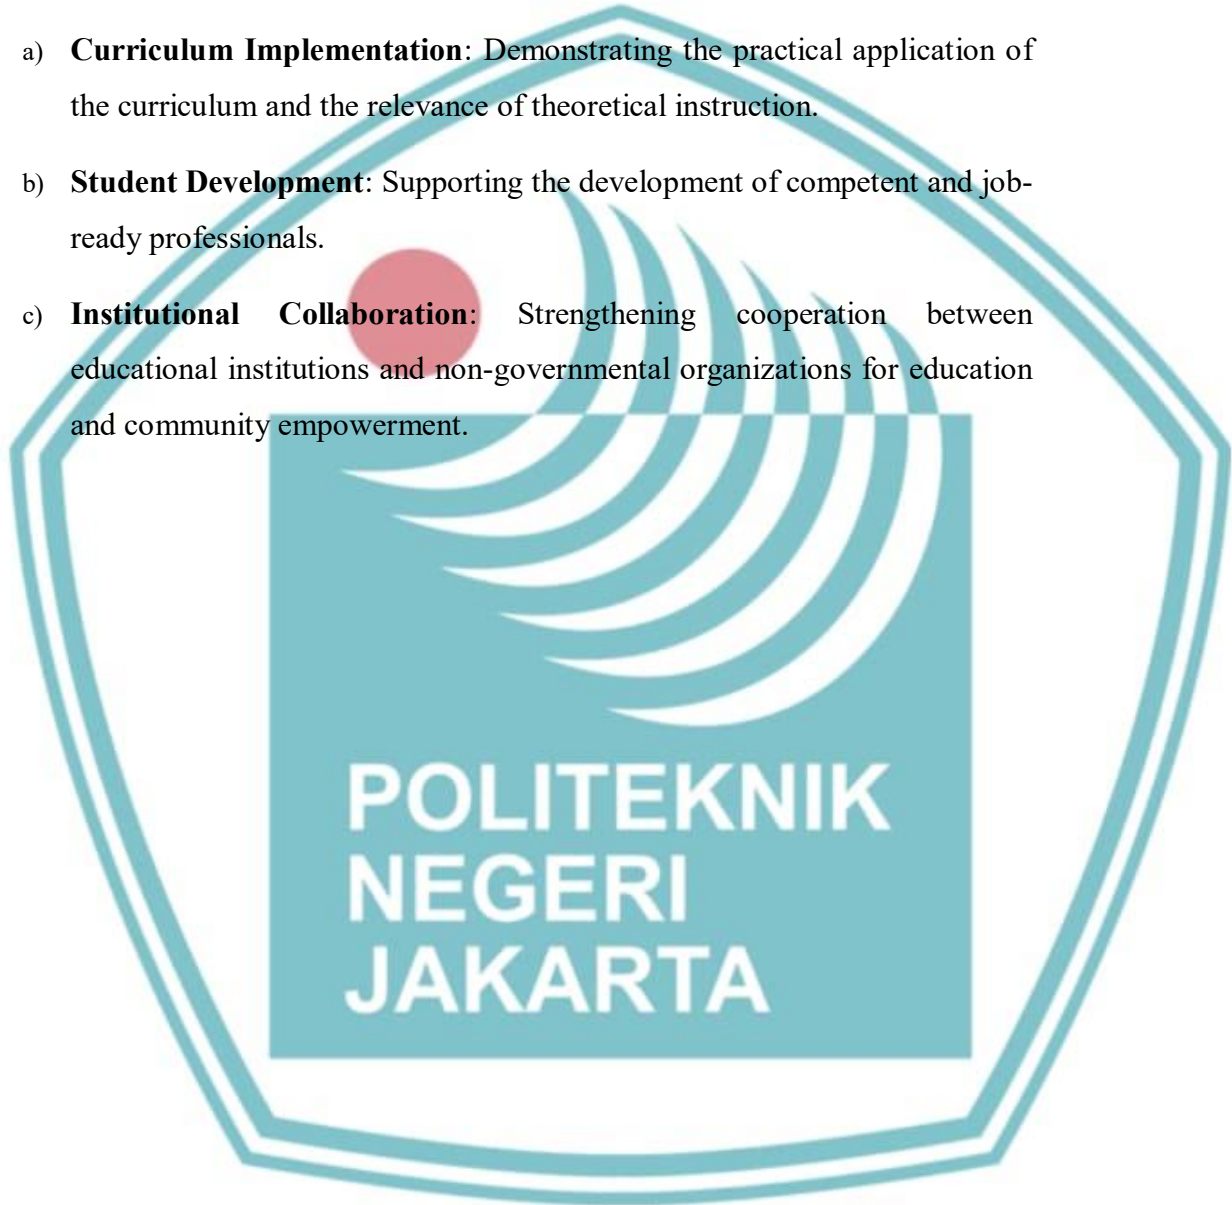 a) Curriculum Implementation: Demonstrating the practical application of
the curriculum and the relevance of theoretical instruction.
b) Student Development: Supporting the development of competent and job-
ready professionals.
c) Institutional Collaboration: Strengthening cooperation between
educational institutions and non-governmental organizations for education
and community empowerment.
POLITEKNIK
NEGERI
JAKARTA